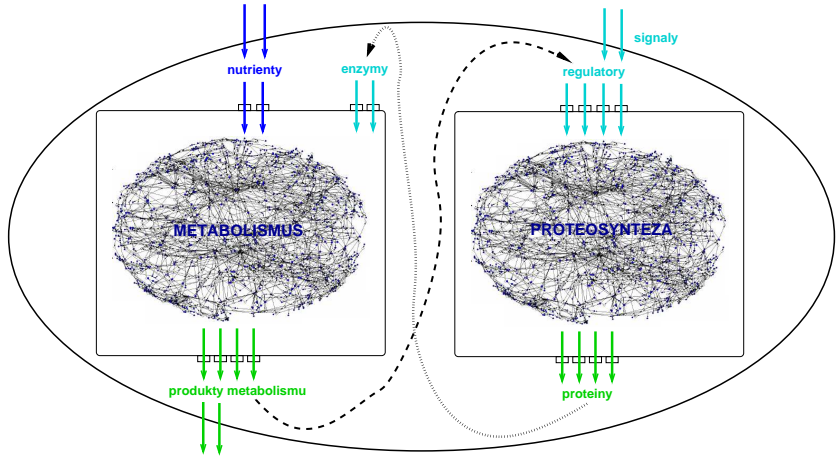 signaly
nutrienty
enzymy
regulatory
METABOLISMUS
PROTEOSYNTEZA
produkty metabolismu
proteiny